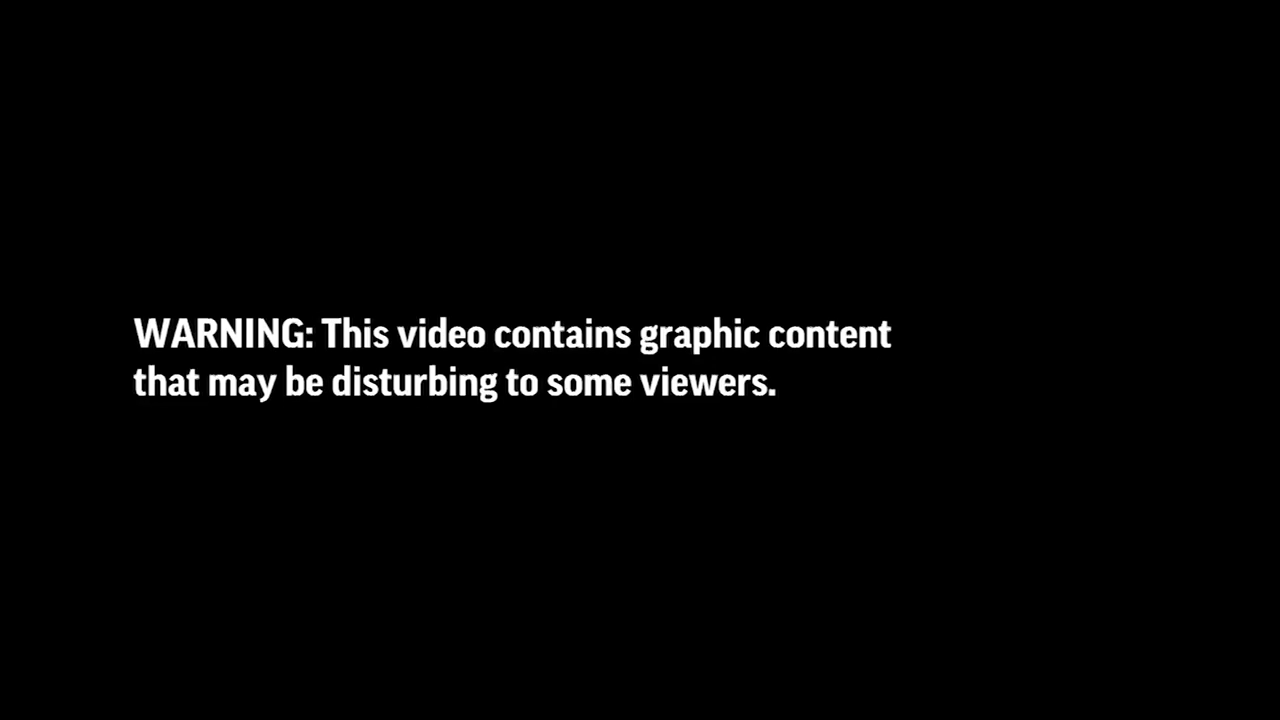 WARNING: This video contains graphic content
that may be disturbing to some viewers.